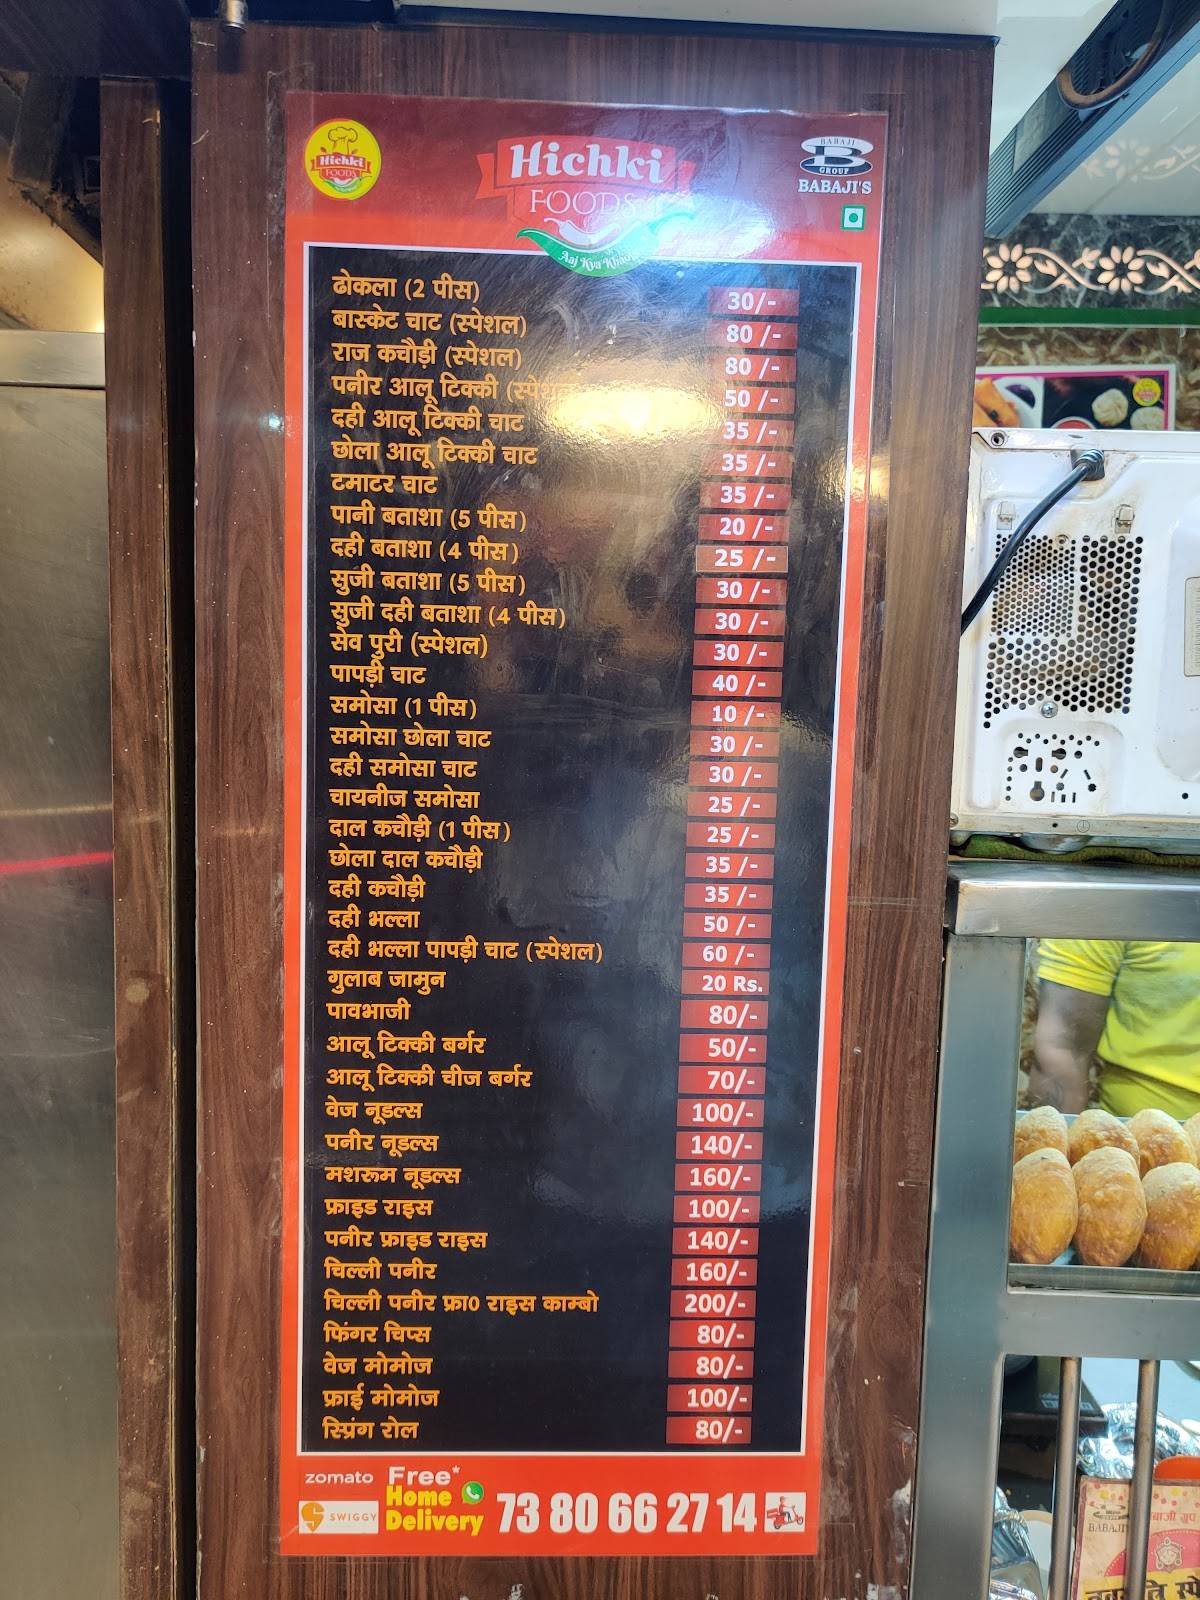 Hichki
FOODS
Hichki
FOODS
Aaj Kya Khaoge
BABAJI
B
GROUP
BABAJI'S
ढोकला (2 पीस) 30/-
बास्केट चाट (स्पेशल) 80 /-
राज कचौड़ी (स्पेशल) 80 /-
पनीर आलू टिक्की (स्पेशल 50 /-
दही आलू टिक्की चाट 35 /-
छोला आलू टिक्की चाट 35 /-
टमाटर चाट 35 /-
पानी बताशा (5 पीस) 20 /-
दही बताशा (4 पीस) 25 /-
सुजी बताशा (5 पीस) 30 /-
सुजी दही बताशा (4 पीस) 30 /-
सेव पुरी (स्पेशल) 30 /-
पापड़ी चाट 40 /-
समोसा (1 पीस) 10 /-
समोसा छोला चाट 30 /-
दही समोसा चाट 30 /-
चायनीज समोसा 25 /-
दाल कचौड़ी (1 पीस) 25 /-
छोला दाल कचौड़ी 35 /-
दही कचौड़ी 35 /-
दही भल्ला 50 /-
दही भल्ला पापड़ी चाट (स्पेशल) 60 /-
गुलाब जामुन 20 Rs.
पावभाजी 80/-
आलू टिक्की बर्गर 50/-
आलू टिक्की चीज बर्गर 70/-
वेज नूडल्स 100/-
पनीर नूडल्स 140/-
मशरूम नूडल्स 160/-
फ्राइड राइस 100/-
पनीर फ्राइड राइस 140/-
चिल्ली पनीर 160/-
चिल्ली पनीर फ्रा0 राइस काम्बो 200/-
फिंगर चिप्स 80/-
वेज मोमोज 80/-
फ्राई मोमोज 100/-
स्प्रिंग रोल 80/-
zomato
SWIGGY
Free*
Home
Delivery
73 80 66 27 14